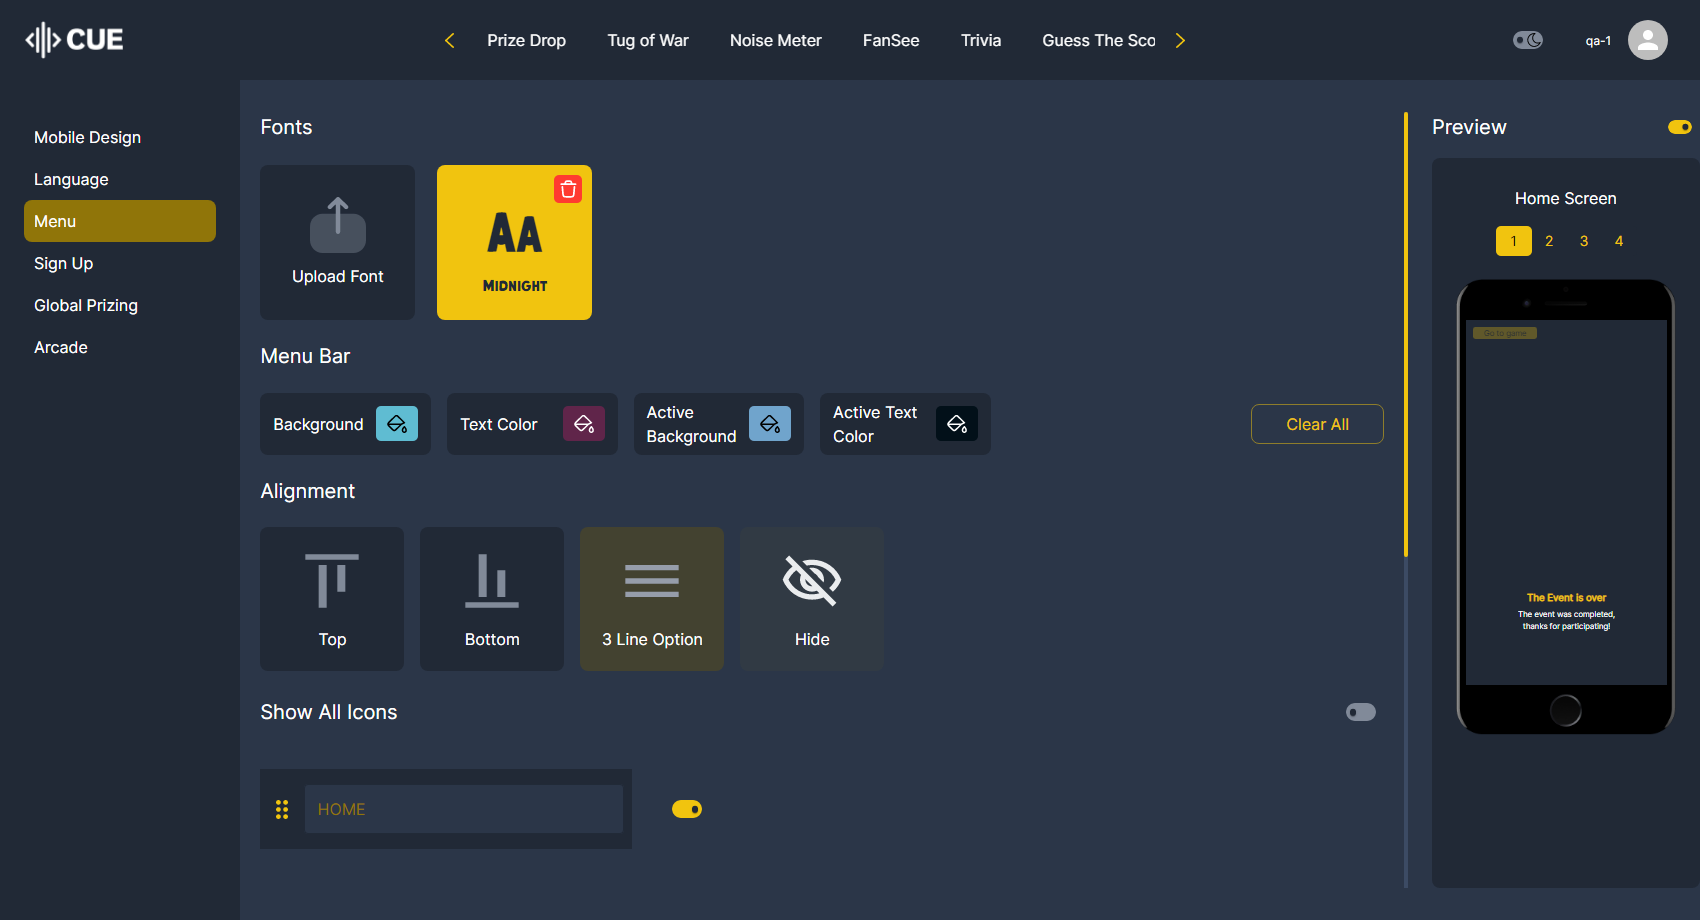 CUE
Prize Drop
Tug of War
Noise Meter
FanSee
Trivia
Guess The Sco
qa-1
Mobile Design
Language
Menu
Sign Up
Global Prizing
Arcade
Fonts
Upload Font
AA
MIDNIGHT
Menu Bar
Background
Text Color
Active
Background
Active Text
Color
Clear All
Alignment
Top
Bottom
3 Line Option
Hide
Show All Icons
HOME
Preview
Home Screen
1 2 3 4
Go to game
The Event is over
The event was completed,
thanks for participating!